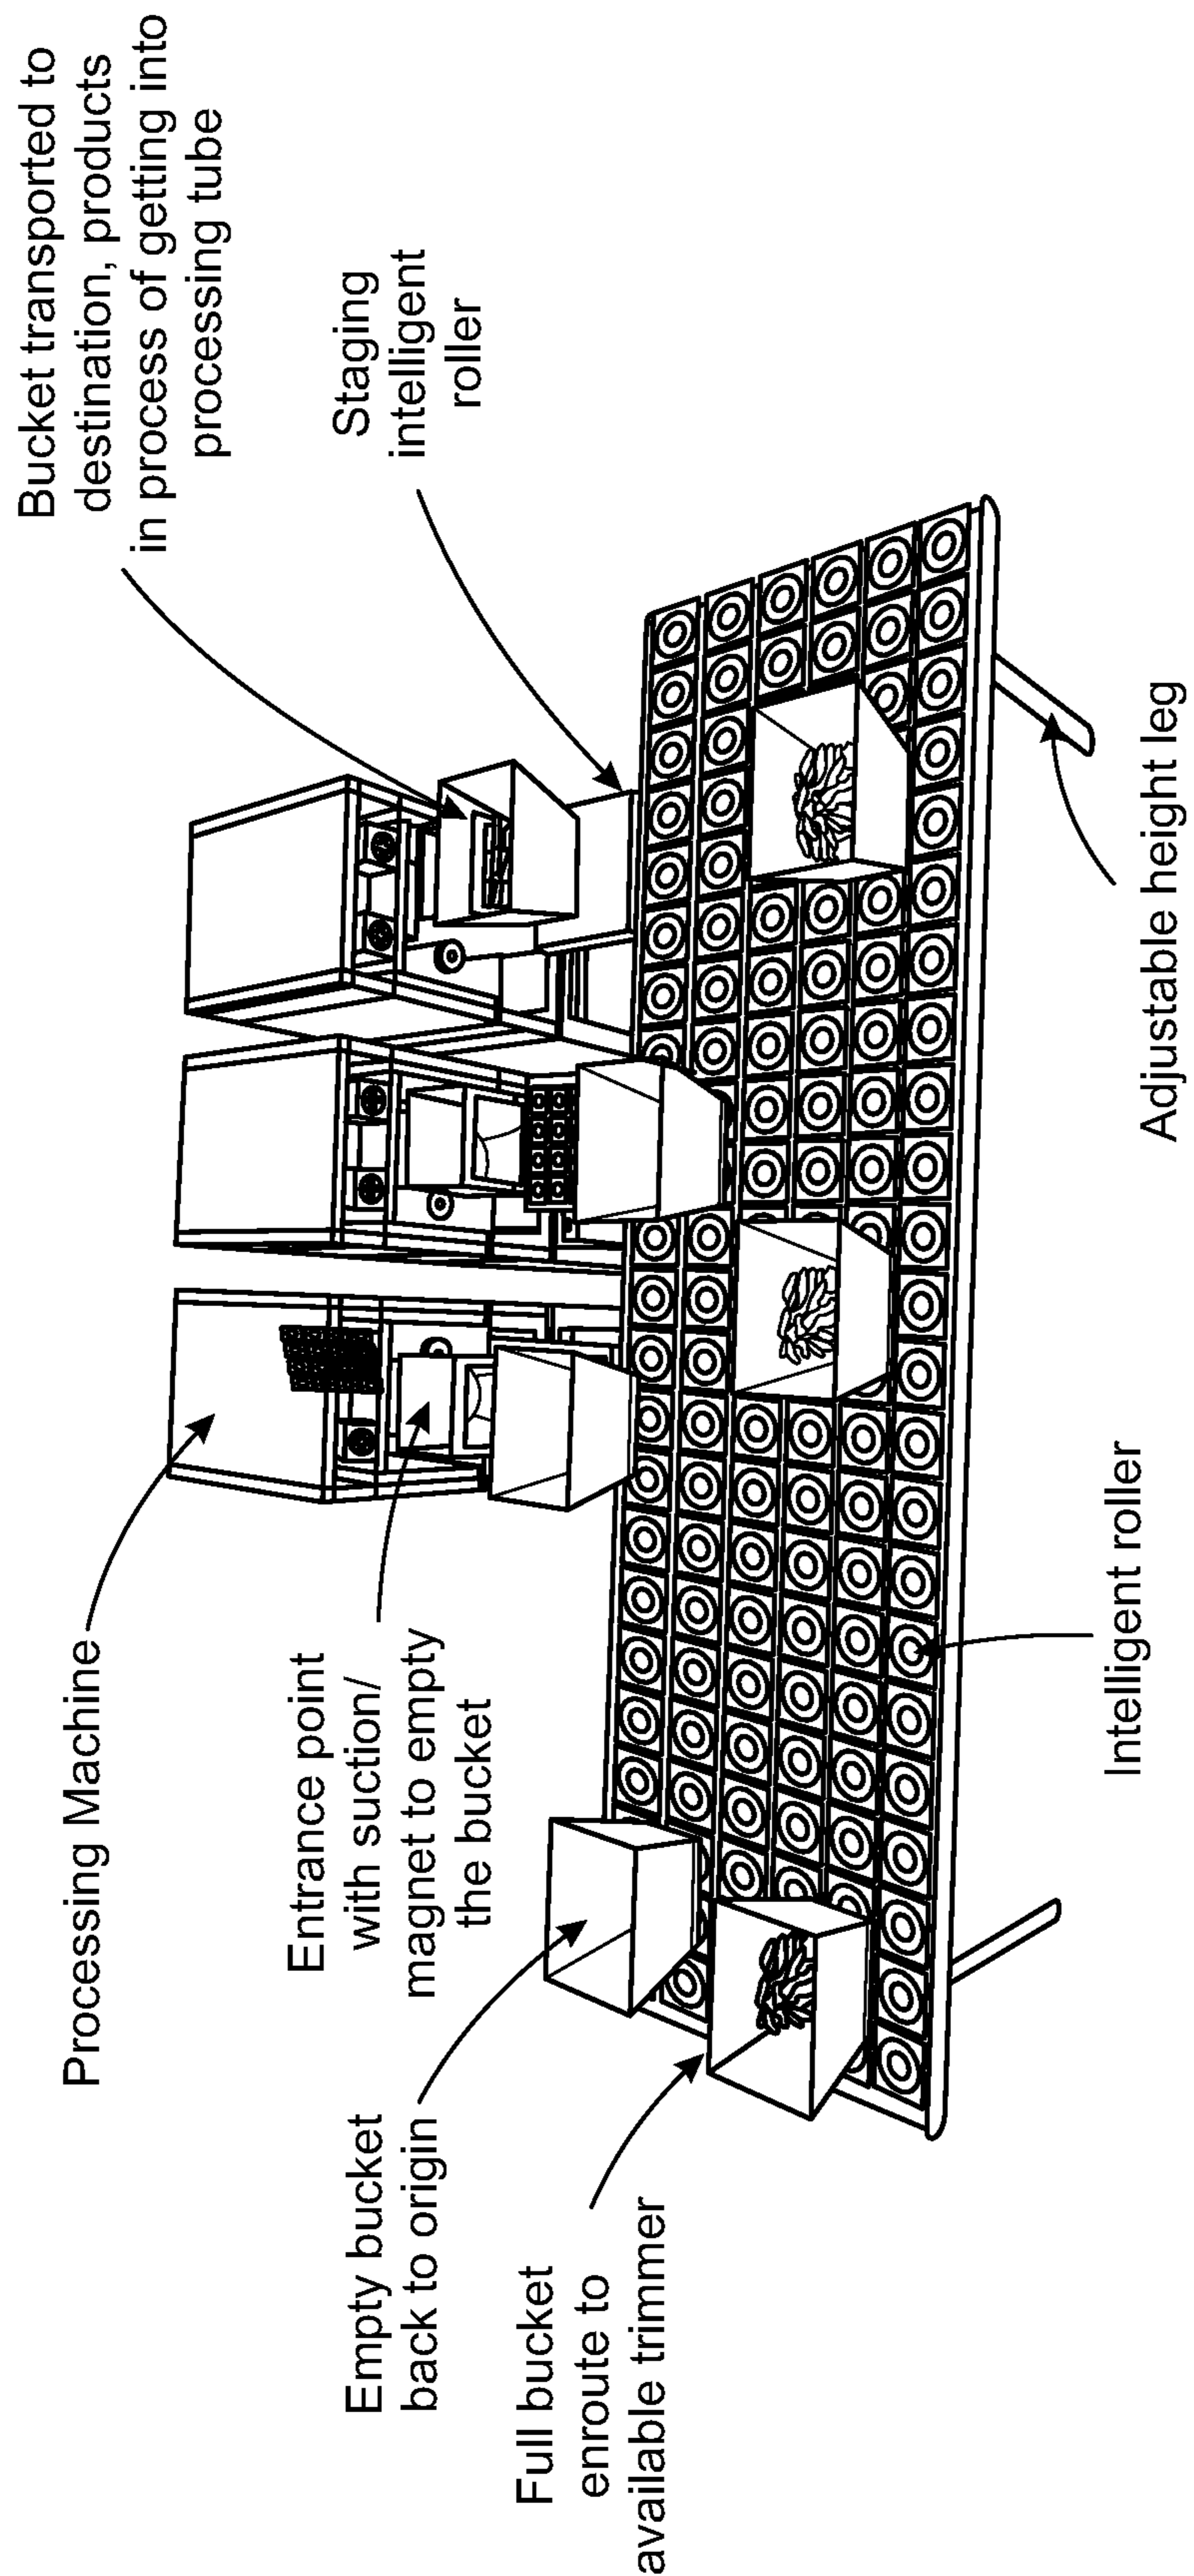 Bucket transported to
destination, products
in process of getting into
processing tube
Processing Machine
Staging
intelligent
roller
Entrance point
with suction/
magnet to empty
the bucket
Empty bucket
back to origin
Full bucket
enroute to
available trimmer
Intelligent roller
Adjustable height leg